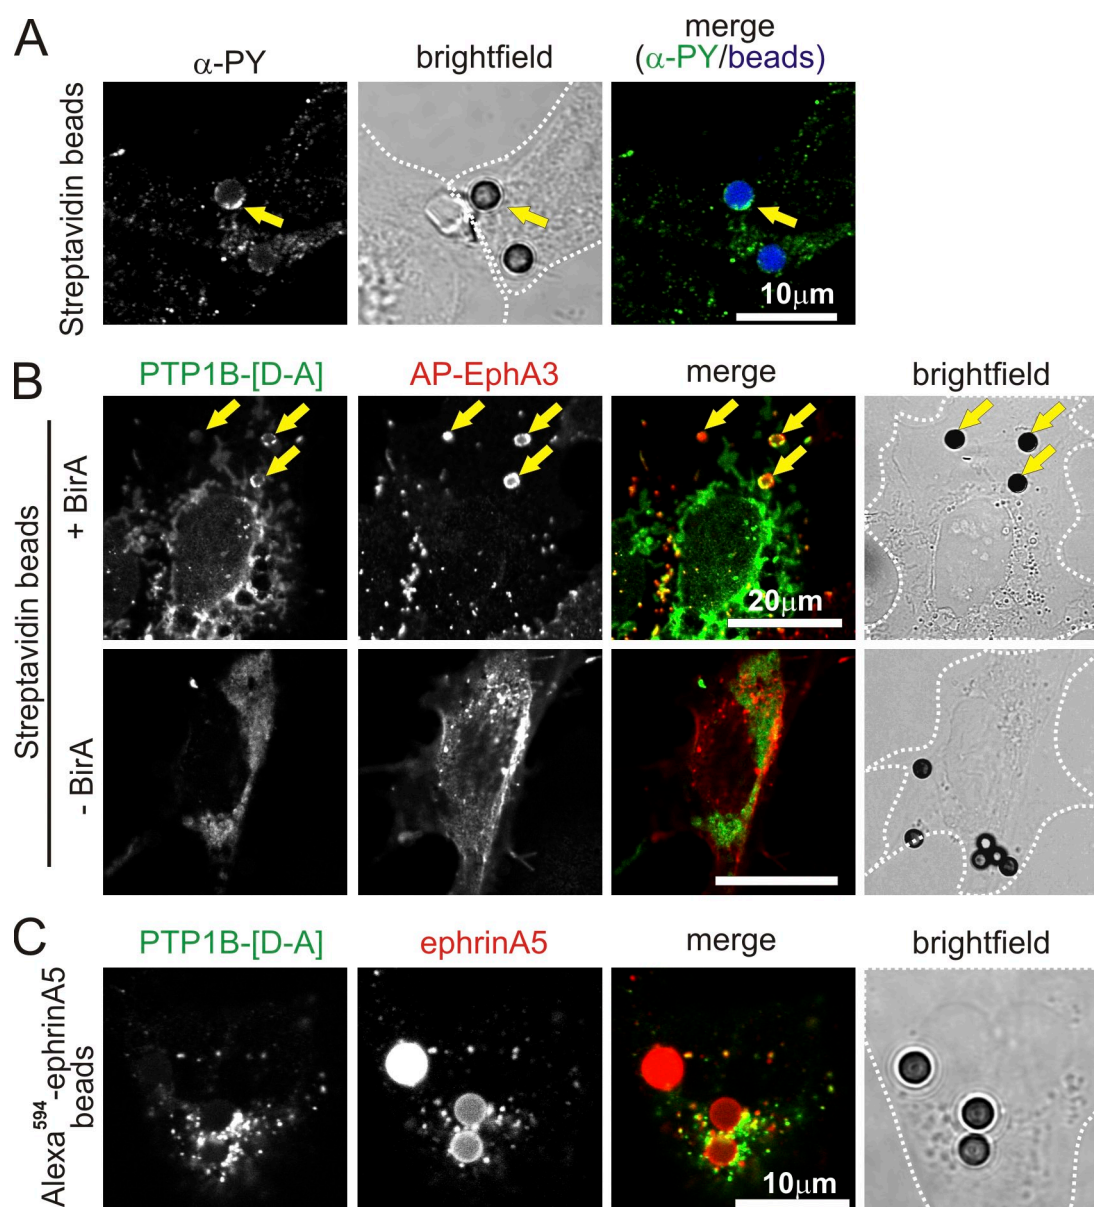 A
α-PY
brightfield
merge
(α-PY/beads)
Streptavidin beads
10μm
B
PTP1B-[D-A]
AP-EphA3
merge
brightfield
Streptavidin beads
+ BirA
20μm
- BirA
C
PTP1B-[D-A]
ephrinA5
merge
brightfield
Alexa⁵⁹⁴-ephrinA5
beads
10μm